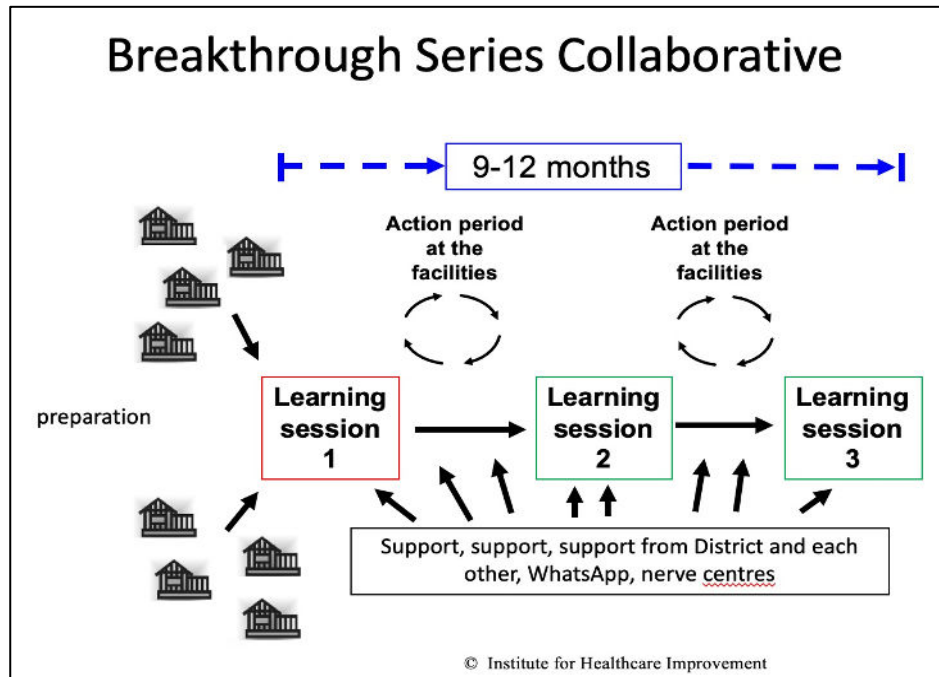 Breakthrough Series Collaborative
9-12 months
Action period
at the
facilities
Action period
at the
facilities
preparation
Learning
session
1
Learning
session
2
Learning
session
3
Support, support, support from District and each
other, WhatsApp, nerve centres
© Institute for Healthcare Improvement